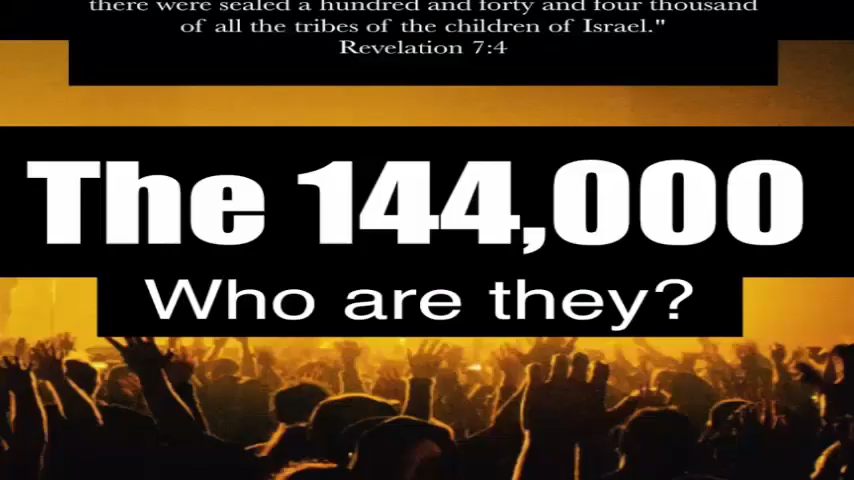 there were sealed a hundred and forty and four thousand
of all the tribes of the children of Israel."
Revelation 7:4
The 144,000
Who are they?